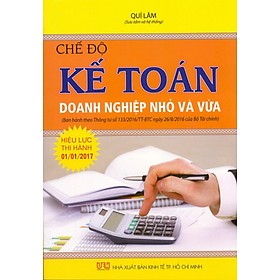 QUÍ LÂM
(Sưu tầm và hệ thống)
CHẾ ĐỘ
KẾ TOÁN
DOANH NGHIỆP NHỎ VÀ VỪA
(Ban hành theo Thông tư số 133/2016/TT-BTC ngày 26/8/2016 của Bộ Tài chính)
HIỆU LỰC
THI HÀNH
01/01/2017
NHÀ XUẤT BẢN KINH TẾ TP. HỒ CHÍ MINH